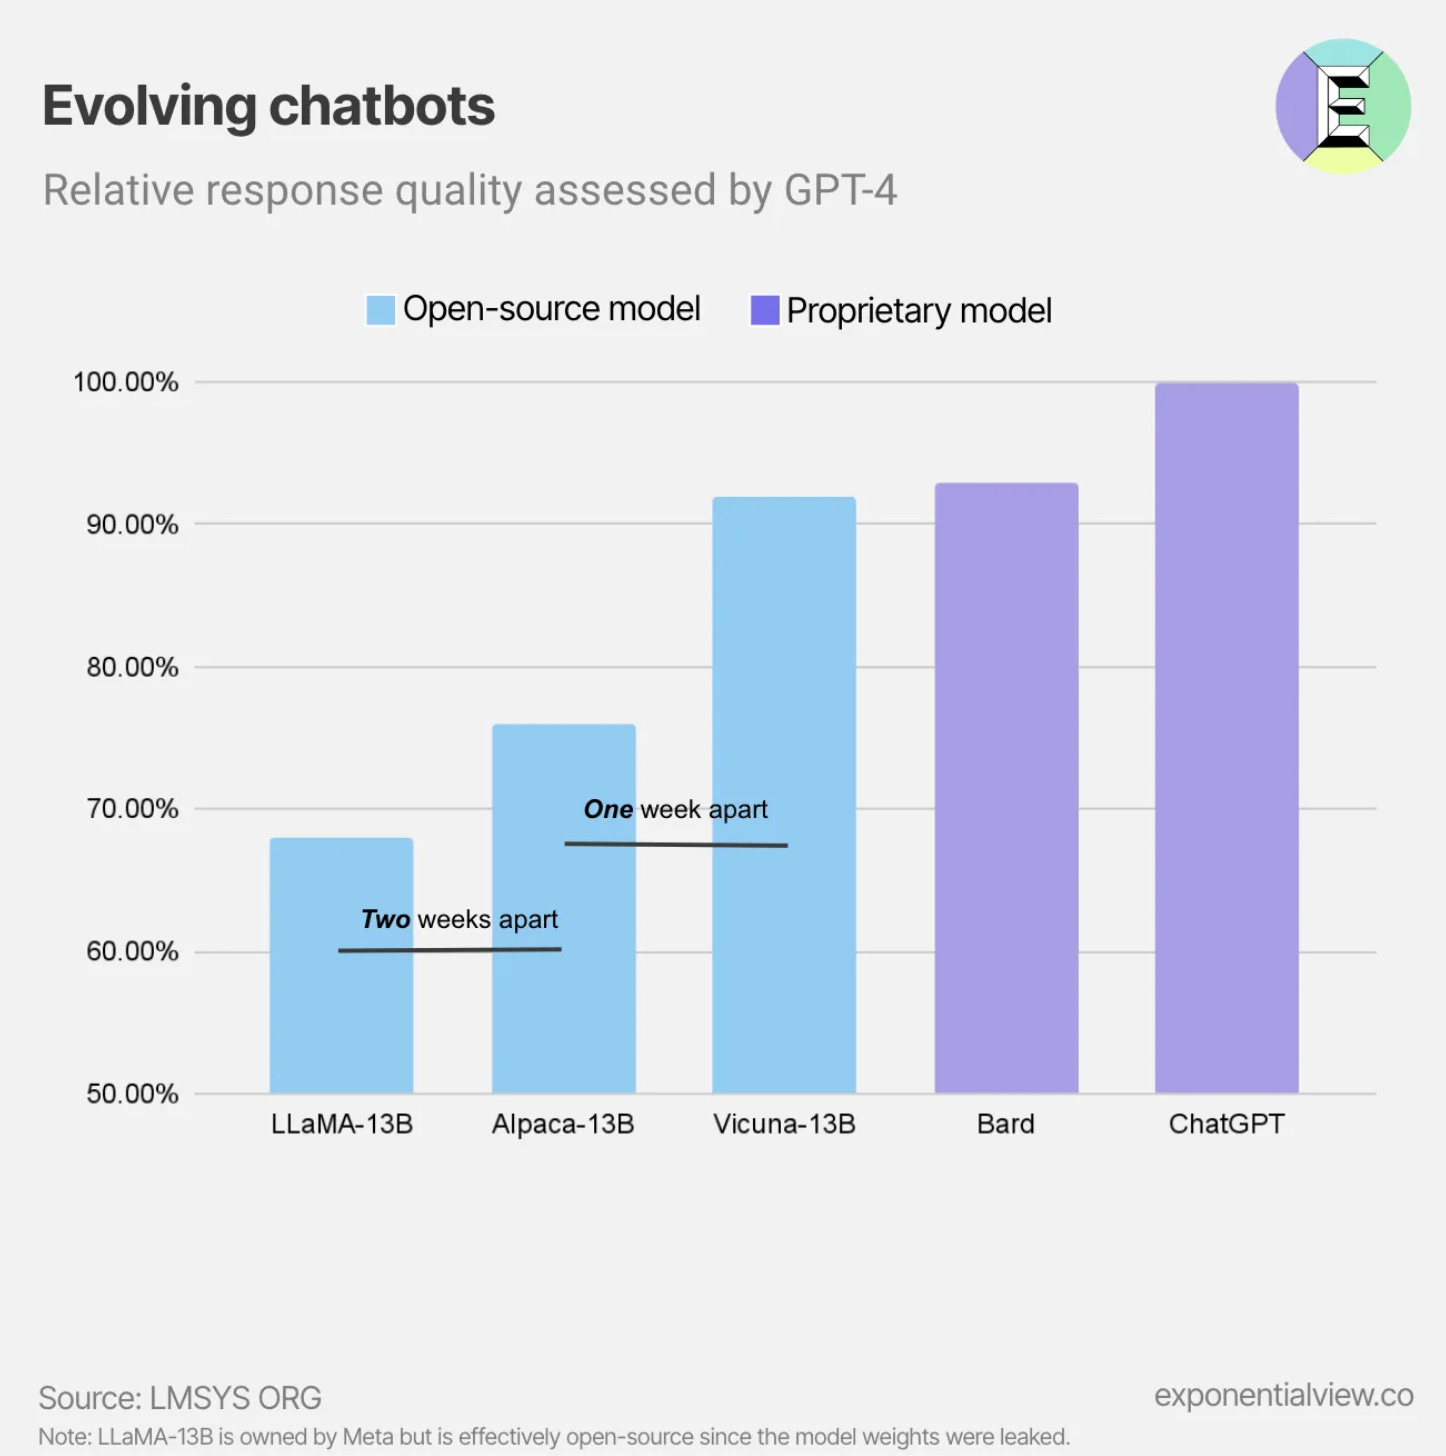 Evolving chatbots
E
Relative response quality assessed by GPT-4
Open-source model
Proprietary model
100.00%
90.00%
80.00%
70.00%
60.00%
50.00%
One week apart
Two weeks apart
LLaMA-13B
Alpaca-13B
Vicuna-13B
Bard
ChatGPT
Source: LMSYS ORG
exponentialview.co
Note: LLaMA-13B is owned by Meta but is effectively open-source since the model weights were leaked.